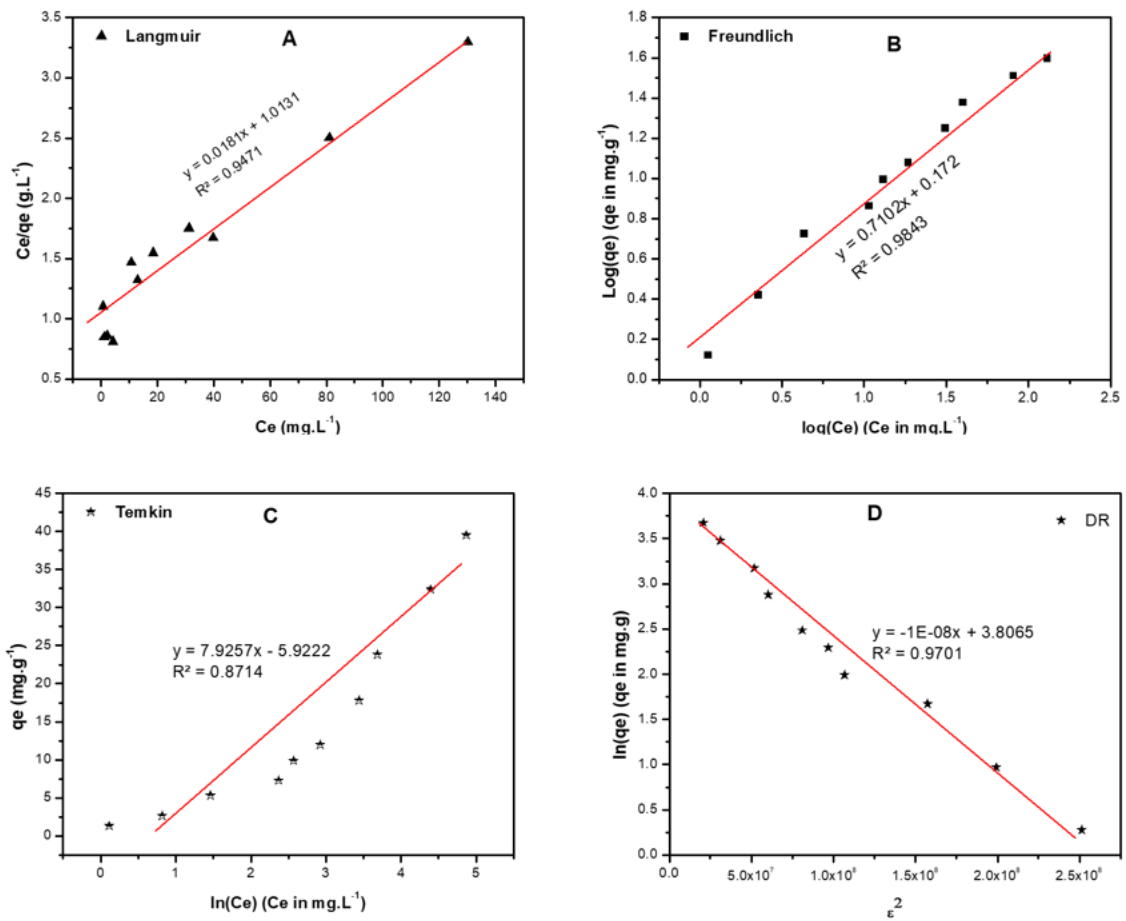 Langmuir
A
y = 0.0181x + 1.0131
R² = 0.9471
3.5
3.0
2.5
2.0
1.5
1.0
0.5
Ce/qe (g.L⁻¹)
0 20 40 60 80 100 120 140
Ce (mg.L⁻¹)
Freundlich
B
y = 0.7102x + 0.172
R² = 0.9843
1.8
1.6
1.4
1.2
1.0
0.8
0.6
0.4
0.2
0.0
Log(qe) (qe in mg.g⁻¹)
0.0 0.5 1.0 1.5 2.0 2.5
log(Ce) (Ce in mg.L⁻¹)
Temkin
C
y = 7.9257x - 5.9222
R² = 0.8714
45
40
35
30
25
20
15
10
5
0
qe (mg.g⁻¹)
0 1 2 3 4 5
ln(Ce) (Ce in mg.L⁻¹)
D
DR
y = -1E-08x + 3.8065
R² = 0.9701
4.0
3.5
3.0
2.5
2.0
1.5
1.0
0.5
0.0
ln(qe) (qe in mg.g)
5.0x10⁷ 1.0x10⁸ 1.5x10⁸ 2.0x10⁸ 2.5x10⁸
ε²